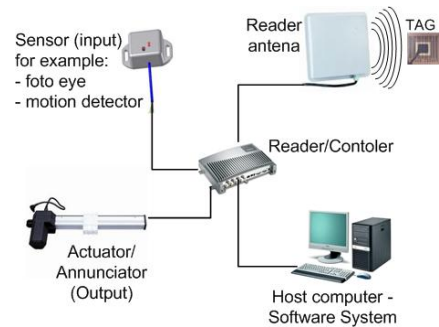 Sensor (input)
for example:
- foto eye
- motion detector
Reader
antena
TAG
Reader/Contoler
Actuator/
Annunciator
(Output)
Host computer -
Software System